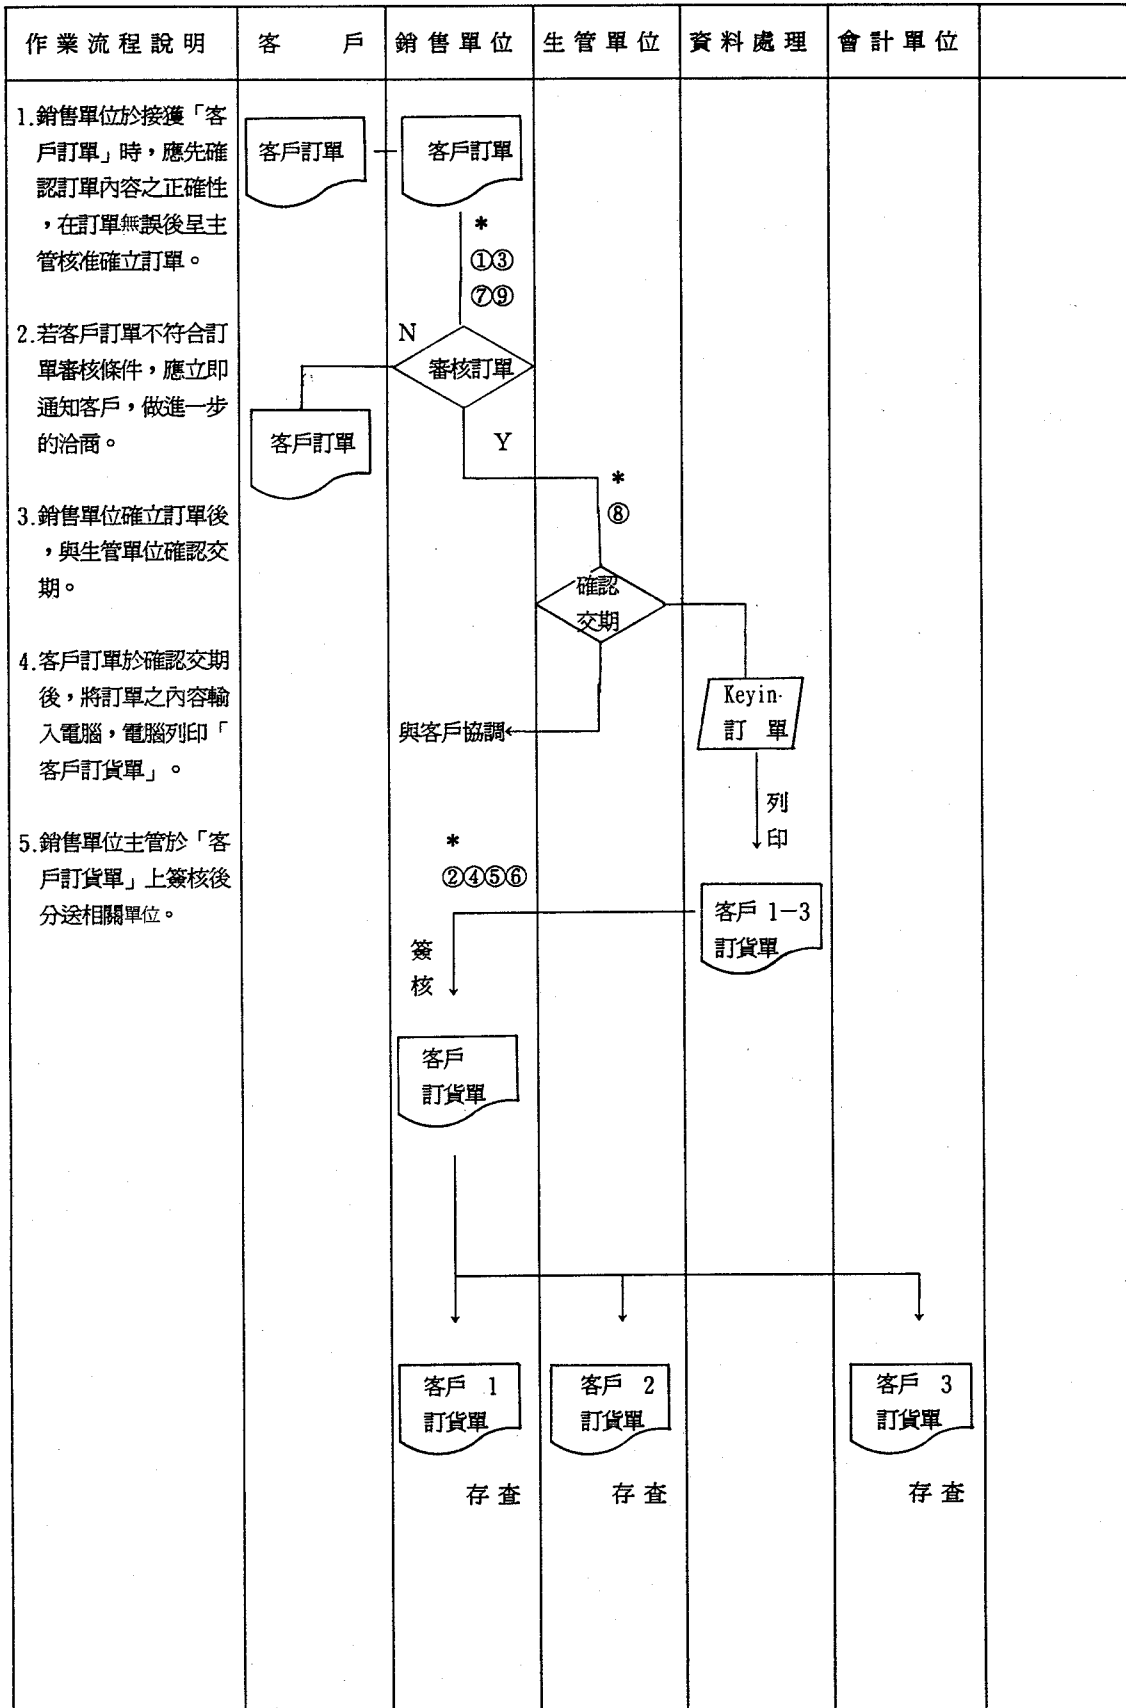 作業流程說明 客 戶 銷售單位 生管單位 資料處理 會計單位
1.銷售單位於接獲「客
戶訂單」時,應先確
認訂單內容之正確性
,在訂單無誤後呈主
管核准確立訂單。
2.若客戶訂單不符合訂
單審核條件,應立即
通知客戶,做進一步
的洽商。
3.銷售單位確立訂單後
,與生管單位確認交
期。
4.客戶訂單於確認交期
後,將訂單之內容輸
入電腦,電腦列印「
客戶訂貨單」。
5.銷售單位主管於「客
戶訂貨單」上簽核後
分送相關單位。
客戶訂單
客戶訂單
*
①③
⑦⑨
N
審核訂單
客戶訂單
Y
*
⑧
確認
交期
與客戶協調
Keyin
訂 單
列
印
*
②④⑤⑥
客戶 1-3
訂貨單
簽
核
客戶
訂貨單
客戶 1
訂貨單
存查
客戶 2
訂貨單
存查
客戶 3
訂貨單
存查